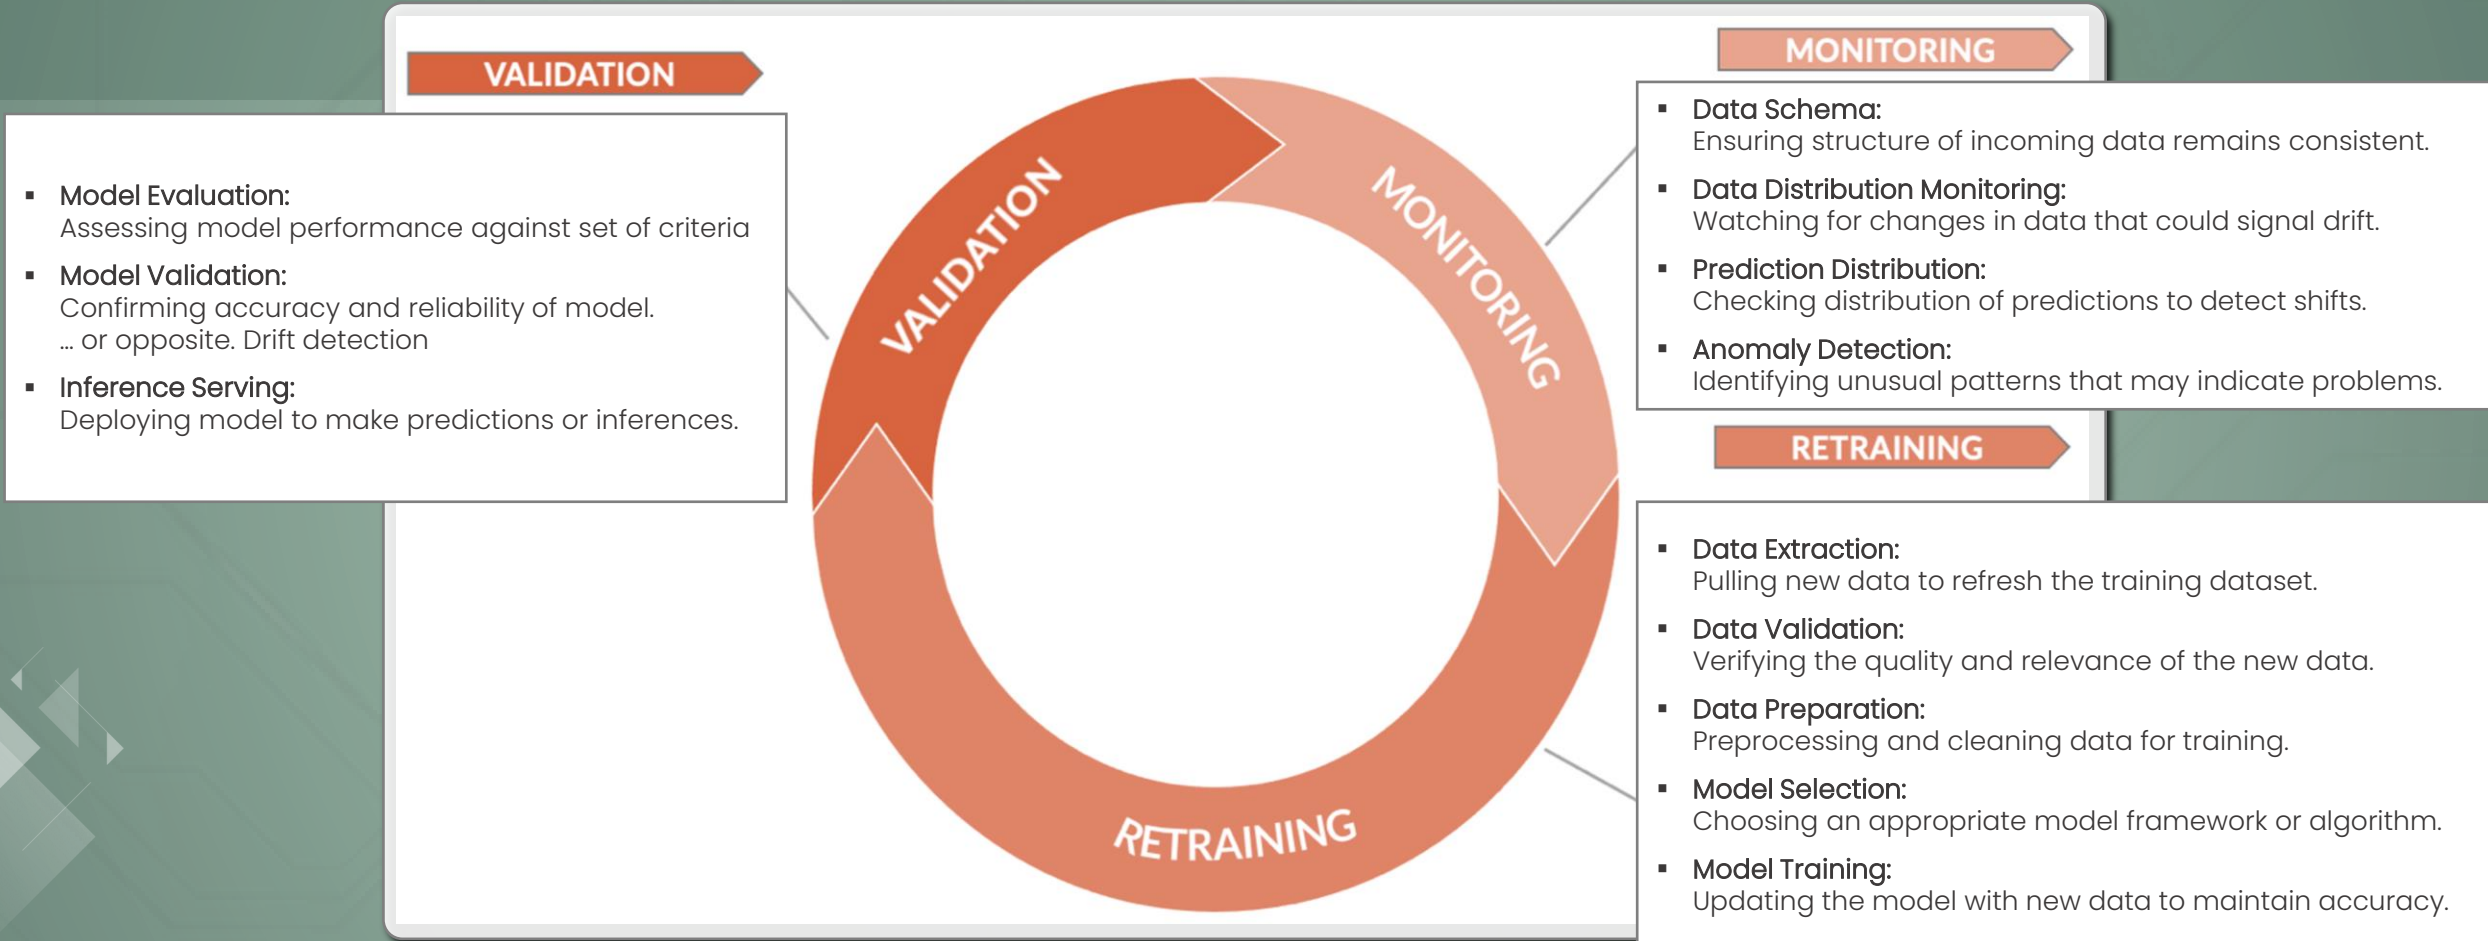 VALIDATION
▪ Model Evaluation:
Assessing model performance against set of criteria
▪ Model Validation:
Confirming accuracy and reliability of model.
... or opposite. Drift detection
▪ Inference Serving:
Deploying model to make predictions or inferences.
VALIDATION
MONITORING
RETRAINING
MONITORING
▪ Data Schema:
Ensuring structure of incoming data remains consistent.
▪ Data Distribution Monitoring:
Watching for changes in data that could signal drift.
▪ Prediction Distribution:
Checking distribution of predictions to detect shifts.
▪ Anomaly Detection:
Identifying unusual patterns that may indicate problems.
RETRAINING
▪ Data Extraction:
Pulling new data to refresh the training dataset.
▪ Data Validation:
Verifying the quality and relevance of the new data.
▪ Data Preparation:
Preprocessing and cleaning data for training.
▪ Model Selection:
Choosing an appropriate model framework or algorithm.
▪ Model Training:
Updating the model with new data to maintain accuracy.